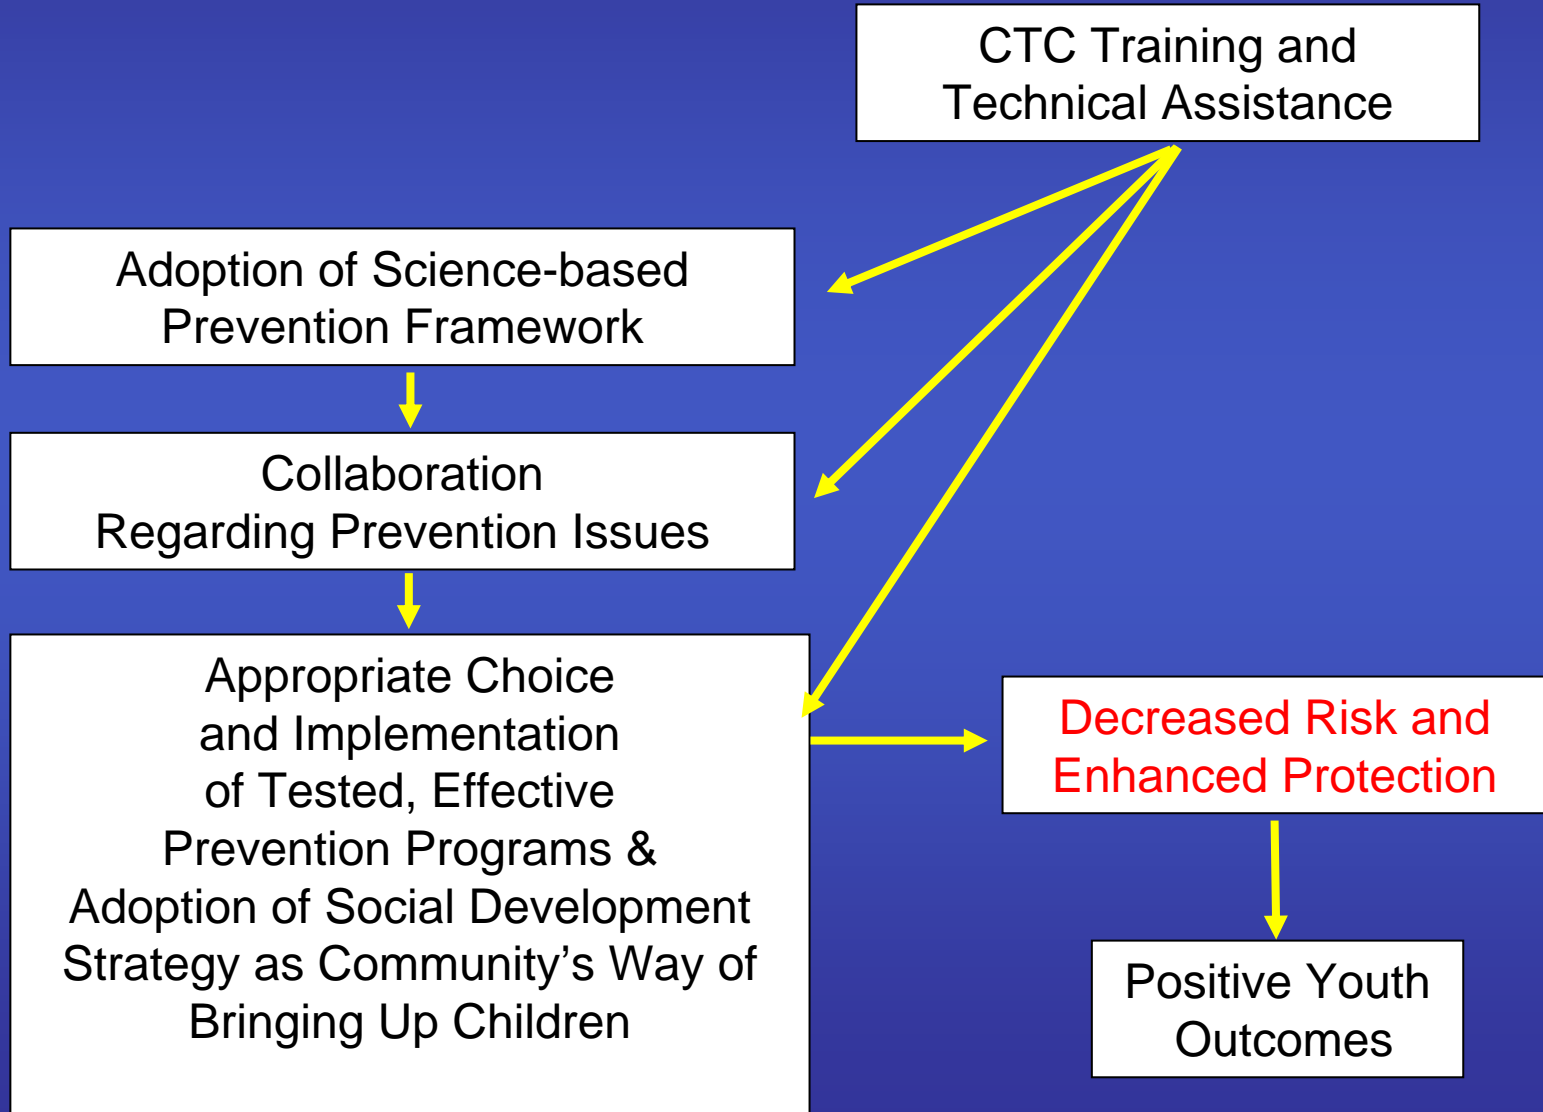 CTC Training and
Technical Assistance
Adoption of Science-based
Prevention Framework
Collaboration
Regarding Prevention Issues
Appropriate Choice
and Implementation
of Tested, Effective
Prevention Programs &
Adoption of Social Development
Strategy as Community’s Way of
Bringing Up Children
Decreased Risk and
Enhanced Protection
Positive Youth
Outcomes